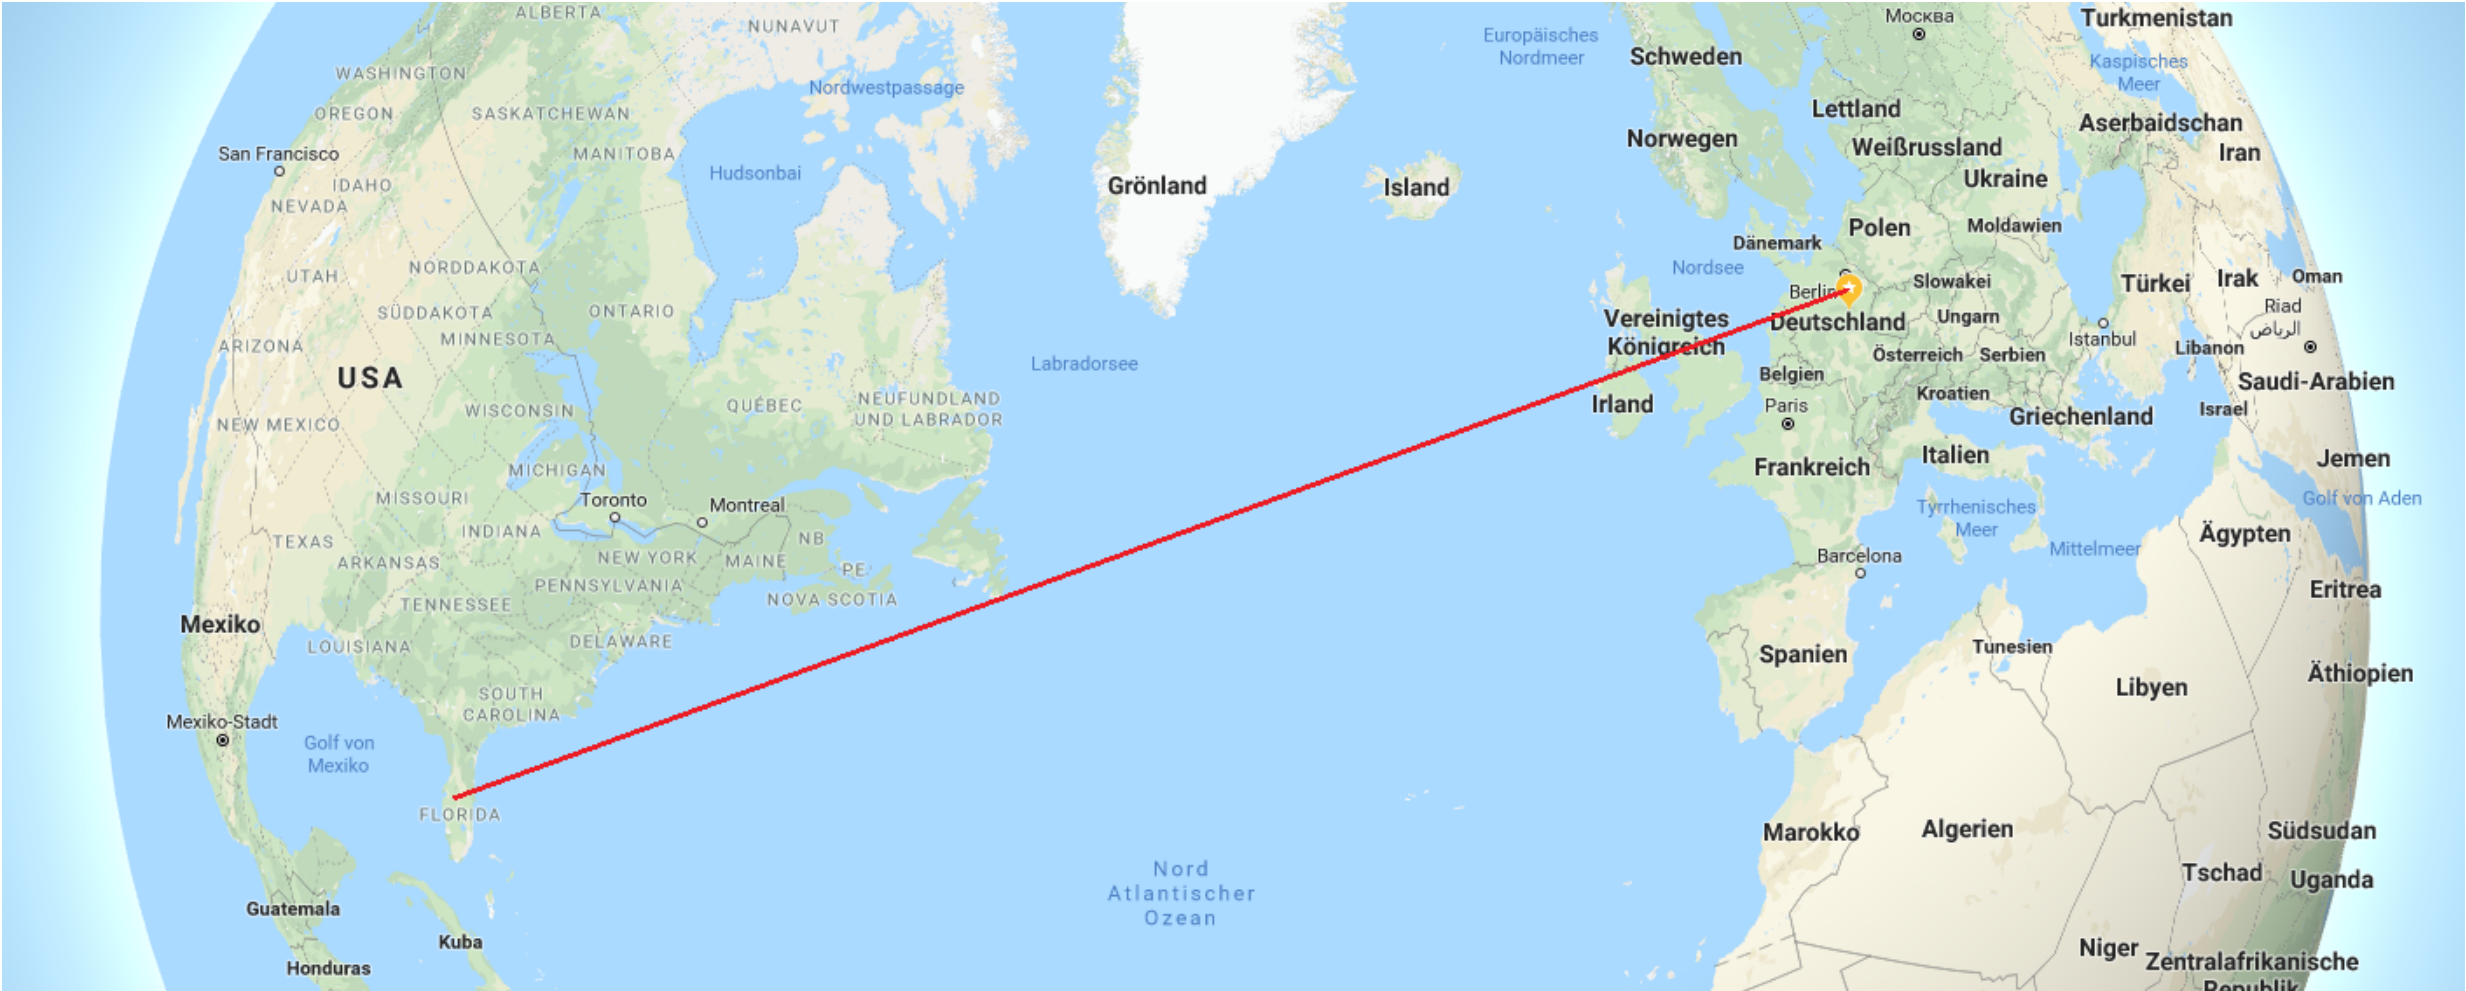 ALBERTA
NUNAVUT
Москва
Turkmenistan
Europäisches
Nordmeer
Schweden
Kaspisches
Meer
WASHINGTON
Nordwestpassage
OREGON
SASKATCHEWAN
Lettland
Aserbaidschan
San Francisco
MANITOBA
Norwegen
Weißrussland
Iran
IDAHO
Hudsonbai
Grönland
Island
Ukraine
NEVADA
Polen
Moldawien
Dänemark
UTAH
NORDDAKOTA
Nordsee
Slowakei
Türkei
Irak
Oman
Berlin
SÜDDAKOTA
ONTARIO
Vereinigtes
Königreich
Deutschland
Ungarn
Riad
الرياض
ARIZONA
MINNESOTA
Istanbul
Libanon
USA
Labradorsee
Österreich
Serbien
Belgien
Saudi-Arabien
WISCONSIN
QUÉBEC
NEUFUNDLAND
UND LABRADOR
Irland
Paris
Kroatien
Griechenland
Israel
NEW MEXICO
MICHIGAN
Frankreich
Italien
Jemen
MISSOURI
Toronto
Montreal
Tyrrhenisches
Meer
Golf von Aden
TEXAS
INDIANA
NB
Mittelmeer
Ägypten
ARKANSAS
NEW YORK
MAINE
PE
Barcelona
PENNSYLVANIA
NOVA SCOTIA
Eritrea
TENNESSEE
Mexiko
LOUISIANA
DELAWARE
Spanien
Tunesien
Äthiopien
SOUTH
CAROLINA
Libyen
Mexiko-Stadt
Golf von
Mexiko
FLORIDA
Marokko
Algerien
Südsudan
Nord
Atlantischer
Ozean
Tschad
Uganda
Guatemala
Kuba
Niger
Honduras
Zentralafrikanische
Republik